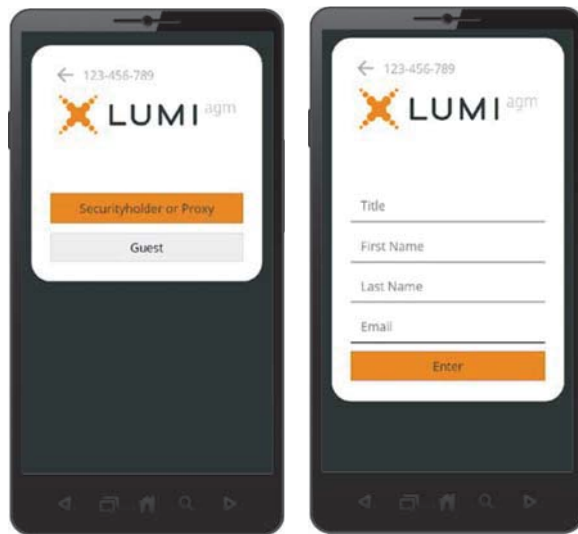 123-456-789
LUMI agm
Securityholder or Proxy
Guest
123-456-789
LUMI agm
Title
First Name
Last Name
Email
Enter